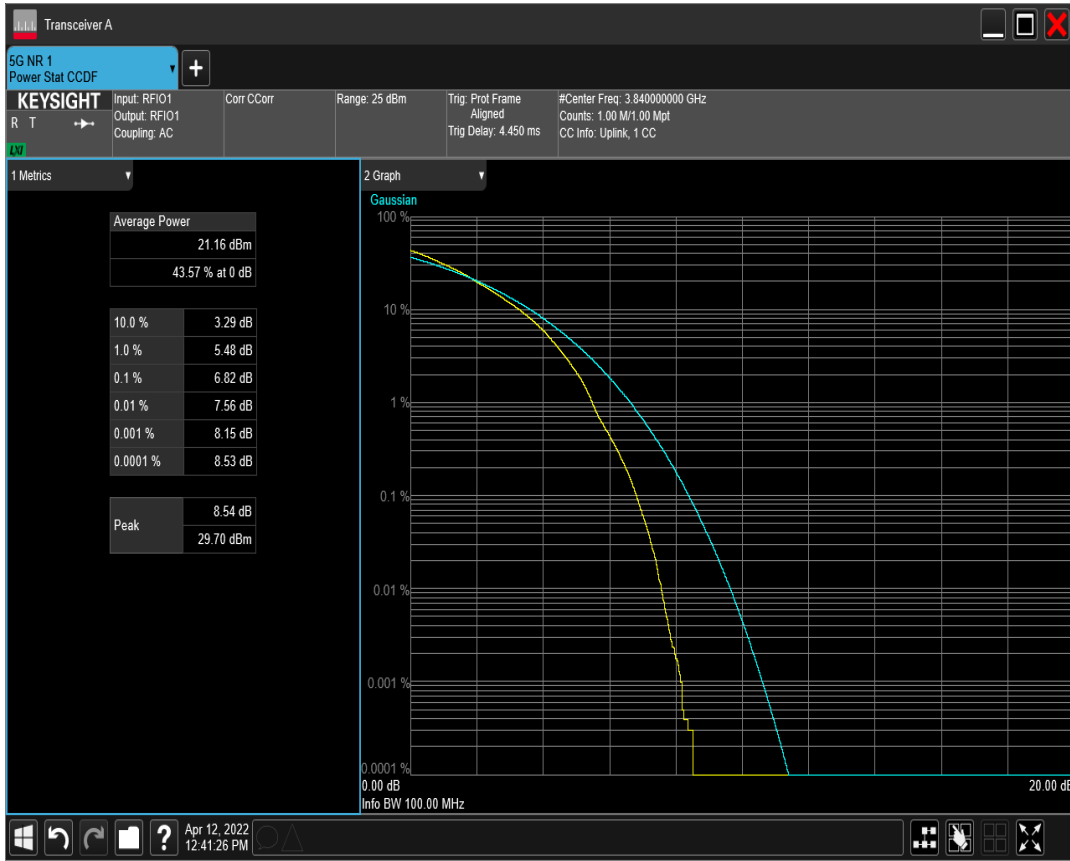 Transceiver A
5G NR 1
Power Stat CCDF
KEYSIGHT
R T
LXI
Input: RFIO1
Output: RFIO1
Coupling: AC
Corr CCorr
Range: 25 dBm
Trig: Prot Frame
Aligned
Trig Delay: 4.450 ms
#Center Freq: 3.840000000 GHz
Counts: 1.00 M/1.00 Mpt
CC Info: Uplink, 1 CC
1 Metrics
Average Power
21.16 dBm
43.57 % at 0 dB
10.0 % 3.29 dB
1.0 % 5.48 dB
0.1 % 6.82 dB
0.01 % 7.56 dB
0.001 % 8.15 dB
0.0001 % 8.53 dB
Peak 8.54 dB
29.70 dBm
2 Graph
Gaussian
100 %
10 %
1 %
0.1 %
0.01 %
0.001 %
0.0001 %
0.00 dB 20.00 dB
Info BW 100.00 MHz
? Apr 12, 2022
12:41:26 PM